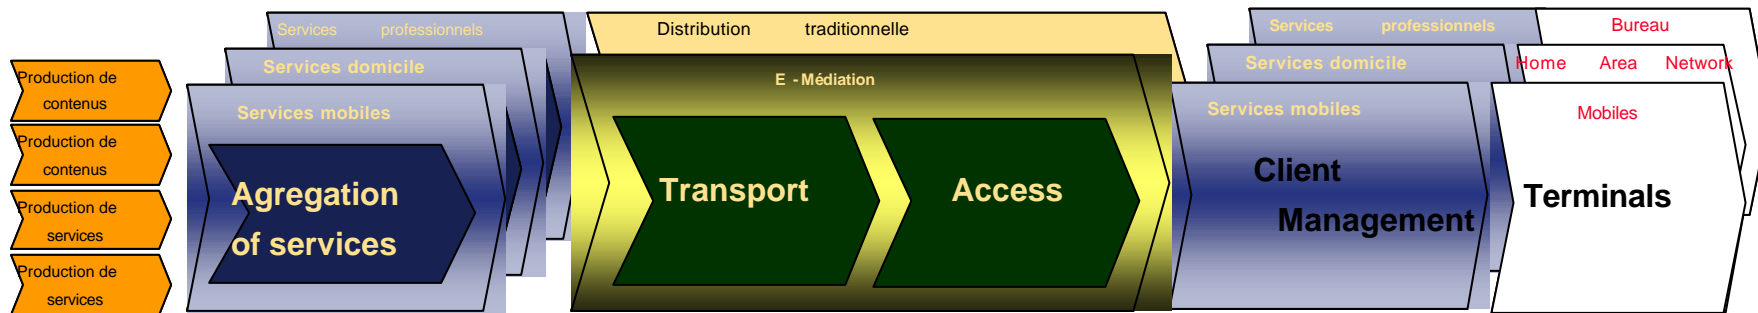 Production de
contenus
Production de
contenus
Production de
services
Production de
services
Services professionnels
Services domicile
Services mobiles
Agregation
of services
Distribution traditionnelle
E - Médiation
Transport
Access
Services professionnels
Services domicile
Services mobiles
Client
Management
Bureau
Home Area Network
Mobiles
Terminals